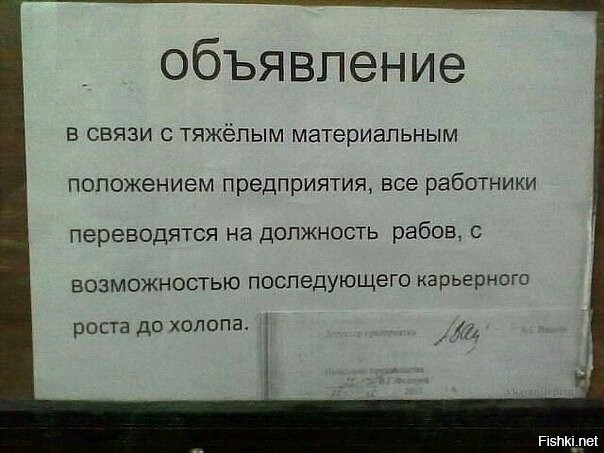 объявление
в связи с тяжёлым материальным
положением предприятия, все работники
переводятся на должность рабов, с
возможностью последующего карьерного
роста до холопа.
Fishki.net